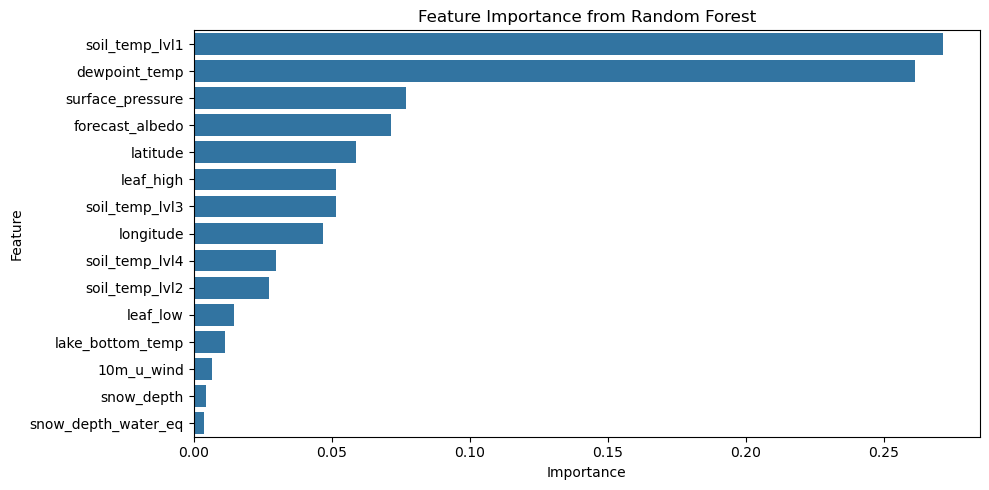 Feature Importance from Random Forest
Feature
soil_temp_lvl1
dewpoint_temp
surface_pressure
forecast_albedo
latitude
leaf_high
soil_temp_lvl3
longitude
soil_temp_lvl4
soil_temp_lvl2
leaf_low
lake_bottom_temp
10m_u_wind
snow_depth
snow_depth_water_eq
0.00 0.05 0.10 0.15 0.20 0.25
Importance